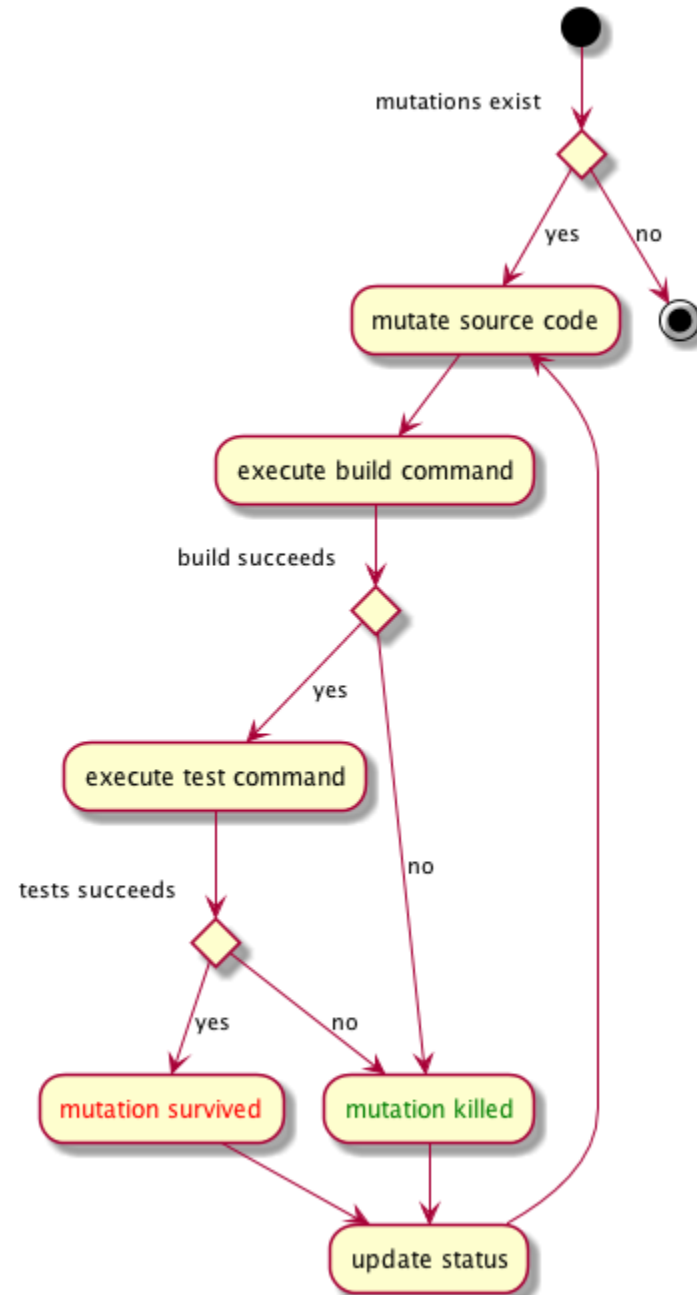 mutations exist
yes
no
mutate source code
execute build command
build succeeds
yes
execute test command
no
tests succeeds
yes
no
mutation survived
mutation killed
update status